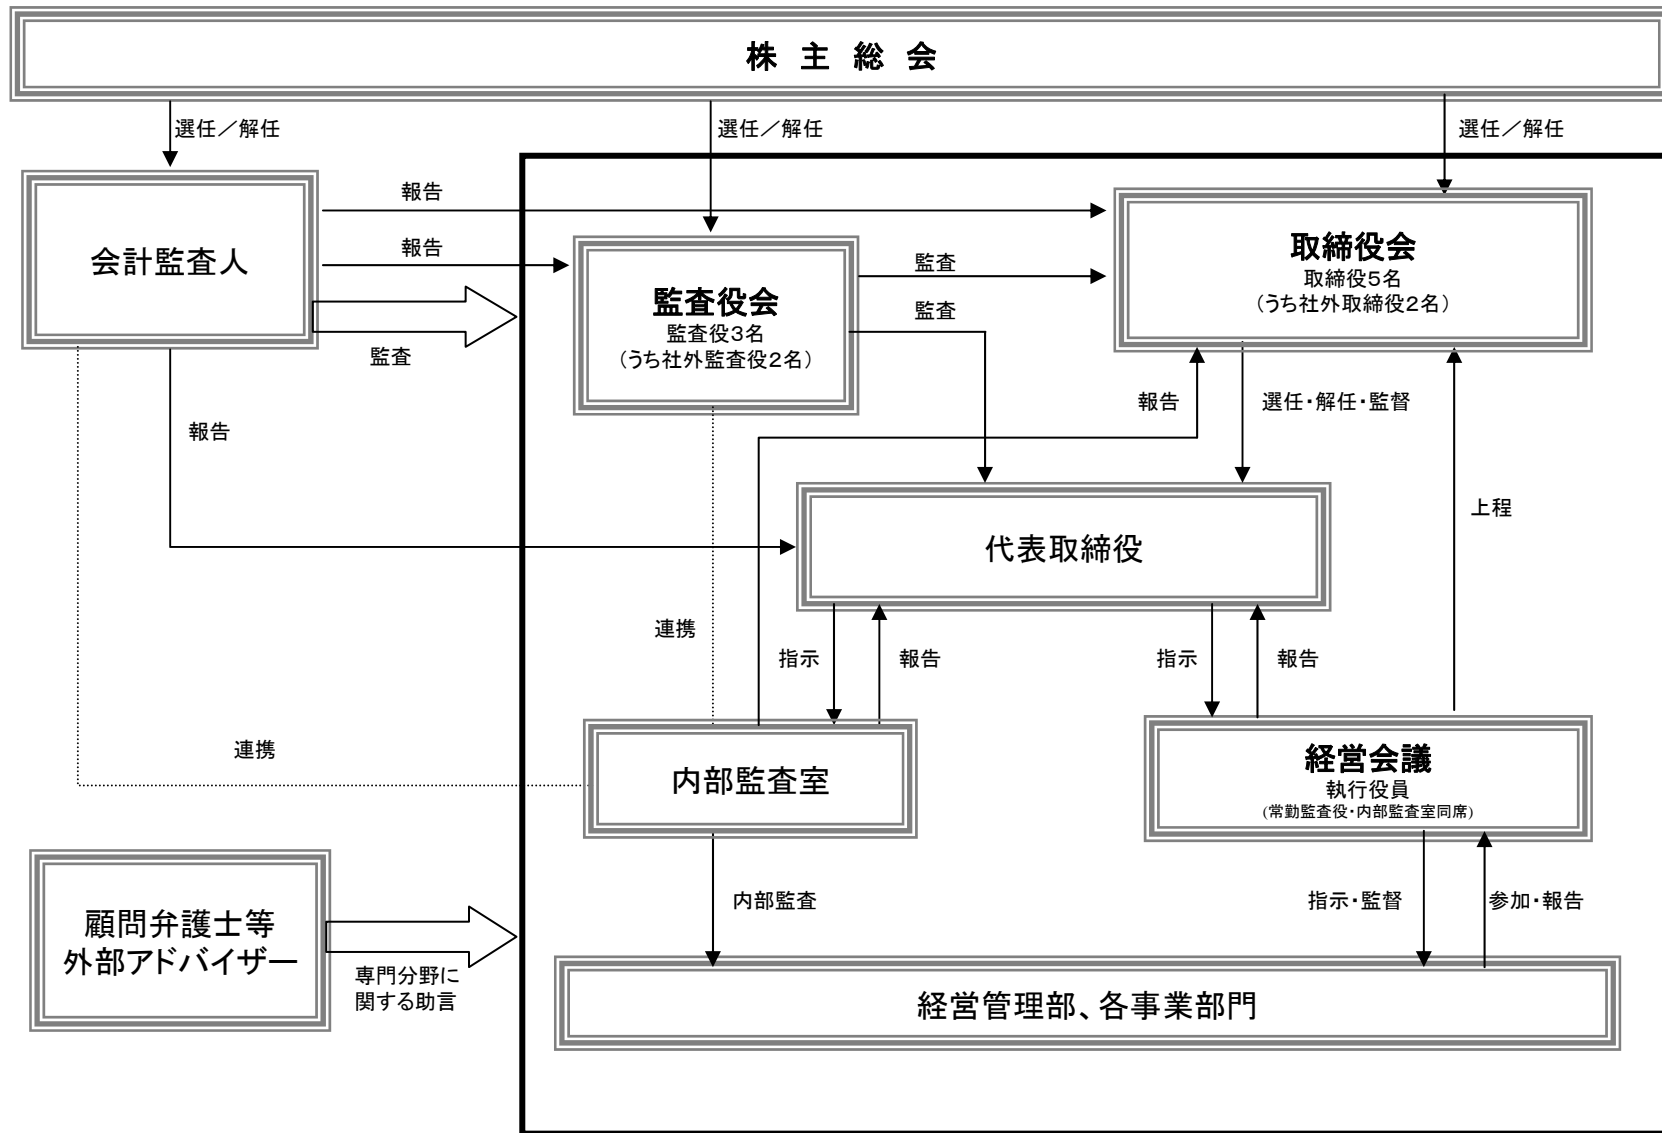 株 主 総 会
選任／解任
選任／解任
選任／解任
会計監査人
報告
報告
監査
報告
監査役会
監査役3名
（うち社外監査役2名）
監査
監査
取締役会
取締役5名
（うち社外取締役2名）
報告
選任・解任・監督
上程
代表取締役
連携
指示
報告
指示
報告
連携
内部監査室
経営会議
執行役員
(常勤監査役・内部監査室同席)
顧問弁護士等
外部アドバイザー
専門分野に
関する助言
内部監査
指示・監督
参加・報告
経営管理部、各事業部門